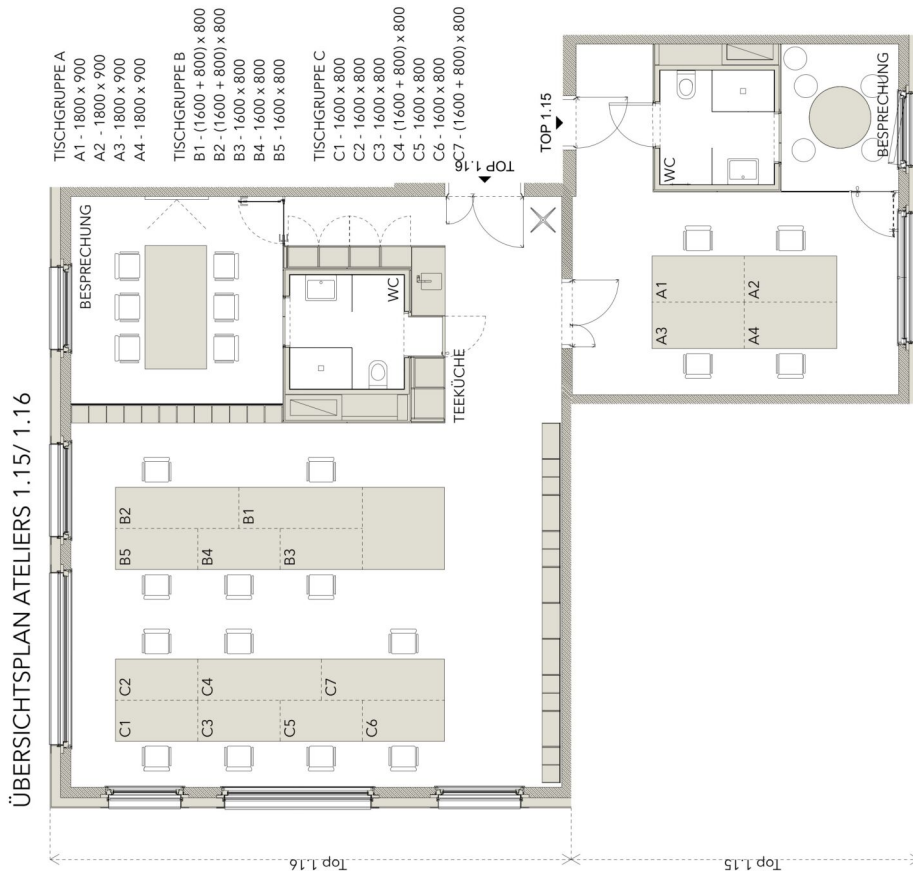 ÜBERSICHTSPLAN ATELIERS 1.15/ 1.16
TISCHGRUPPE A
A1 - 1800 x 900
A2 - 1800 x 900
A3 - 1800 x 900
A4 - 1800 x 900
TISCHGRUPPE B
B1 - (1600 + 800) x 800
B2 - (1600 + 800) x 800
B3 - 1600 x 800
B4 - 1600 x 800
B5 - 1600 x 800
TISCHGRUPPE C
C1 - 1600 x 800
C2 - 1600 x 800
C3 - 1600 x 800
C4 - (1600 + 800) x 800
C5 - 1600 x 800
C6 - 1600 x 800
C7 - (1600 + 800) x 800
BESPRECHUNG
WC
TEEKÜCHE
TOP 1.16
TOP 1.15
B2
B1
B5
B4
B3
C2
C4
C7
C1
C3
C5
C6
WC
BESPRECHUNG
A1
A2
A3
A4
Top 1.16
Top 1.15